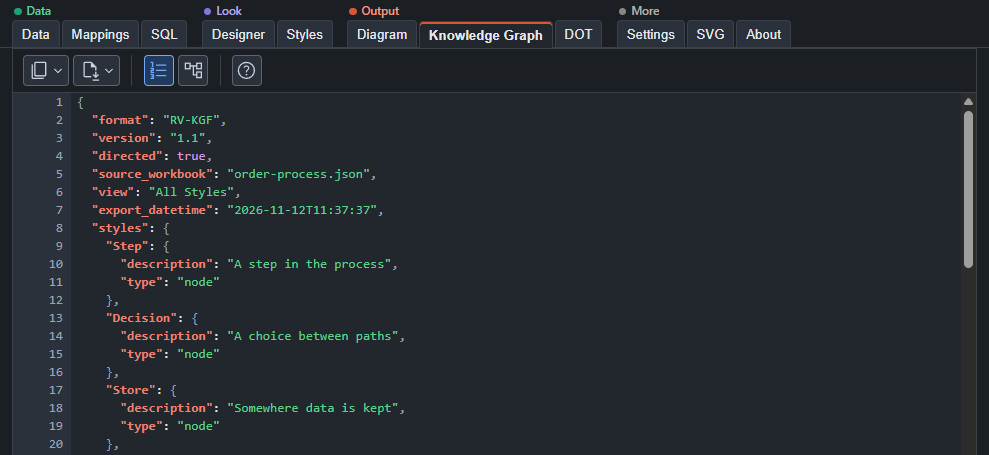 Data Look Output More
Data Mappings SQL Designer Styles Diagram Knowledge Graph DOT Settings SVG About
1 {
2 "format": "RV-KGF",
3 "version": "1.1",
4 "directed": true,
5 "source_workbook": "order-process.json",
6 "view": "All Styles",
7 "export_datetime": "2026-11-12T11:37:37",
8 "styles": {
9 "Step": {
10 "description": "A step in the process",
11 "type": "node"
12 },
13 "Decision": {
14 "description": "A choice between paths",
15 "type": "node"
16 },
17 "Store": {
18 "description": "Somewhere data is kept",
19 "type": "node"
20 },